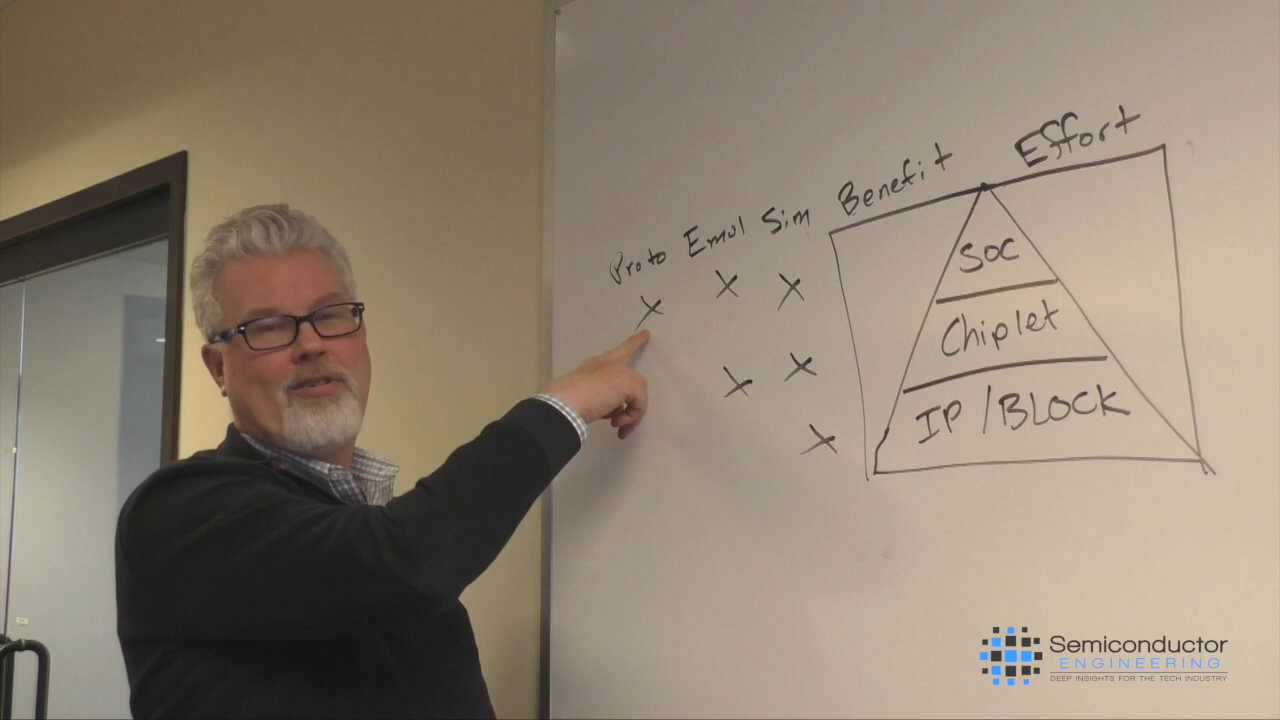 Proto Emul Sim Benefit Effort
X X X SOC
X X Chiplet
X IP/BLOCK
Semiconductor
ENGINEERING
DEEP INSIGHTS FOR THE TECH INDUSTRY